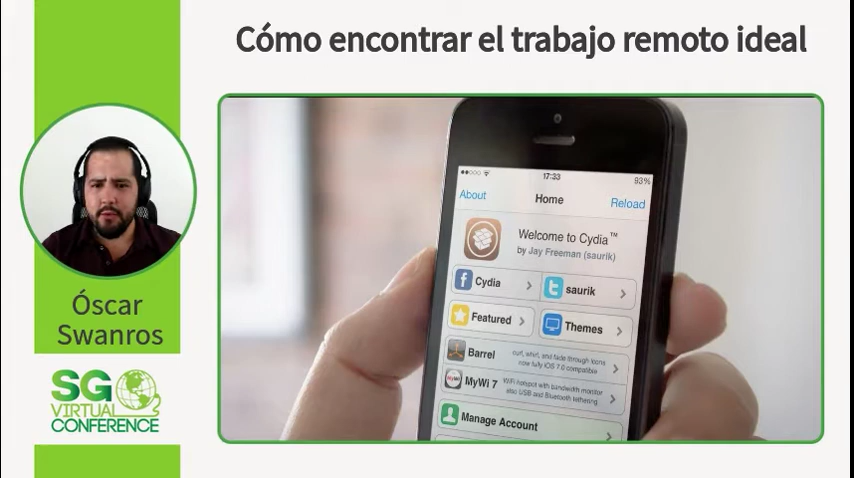 Cómo encontrar el trabajo remoto ideal
17:33
93%
About
Home
Reload
Welcome to Cydia™
by Jay Freeman (saurik)
Cydia
saurik
Featured
Themes
Barrel
curl, whirl, and fade through icons
now fully iOS 7.0 compatible
MyWi 7
WiFi hotspot with bandwidth monitor
also USB and Bluetooth tethering
Manage Account
Óscar
Swanros
SG
VIRTUAL
CONFERENCE